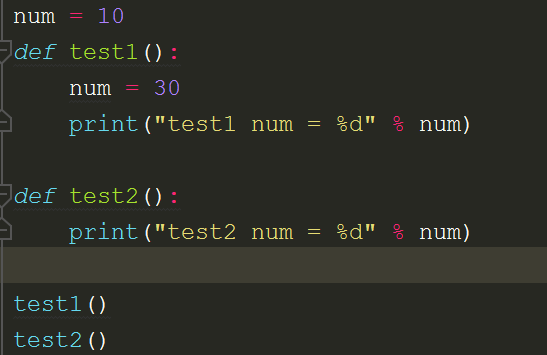 num = 10
def test1():
    num = 30
    print("test1 num = %d" % num)
def test2():
    print("test2 num = %d" % num)
test1()
test2()